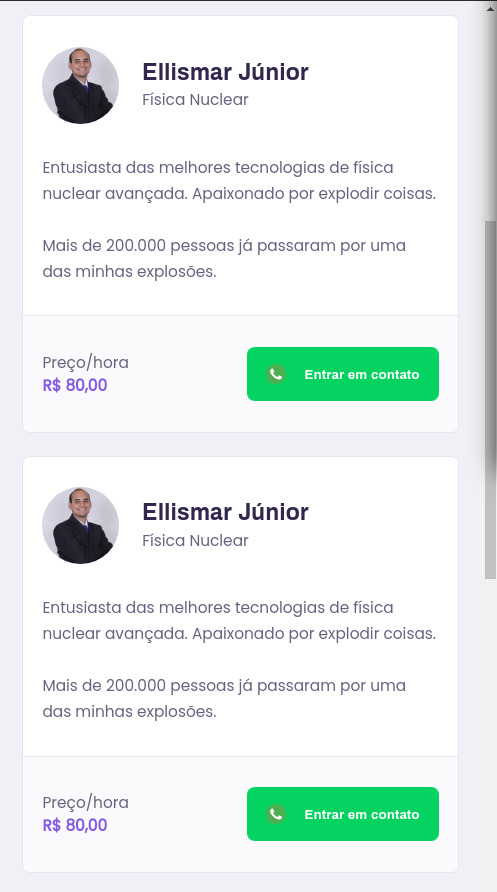 Ellismar Júnior
Física Nuclear
Entusiasta das melhores tecnologias de física
nuclear avançada. Apaixonado por explodir coisas.
Mais de 200.000 pessoas já passaram por uma
das minhas explosões.
Preço/hora
R$ 80,00
Entrar em contato
Ellismar Júnior
Física Nuclear
Entusiasta das melhores tecnologias de física
nuclear avançada. Apaixonado por explodir coisas.
Mais de 200.000 pessoas já passaram por uma
das minhas explosões.
Preço/hora
R$ 80,00
Entrar em contato